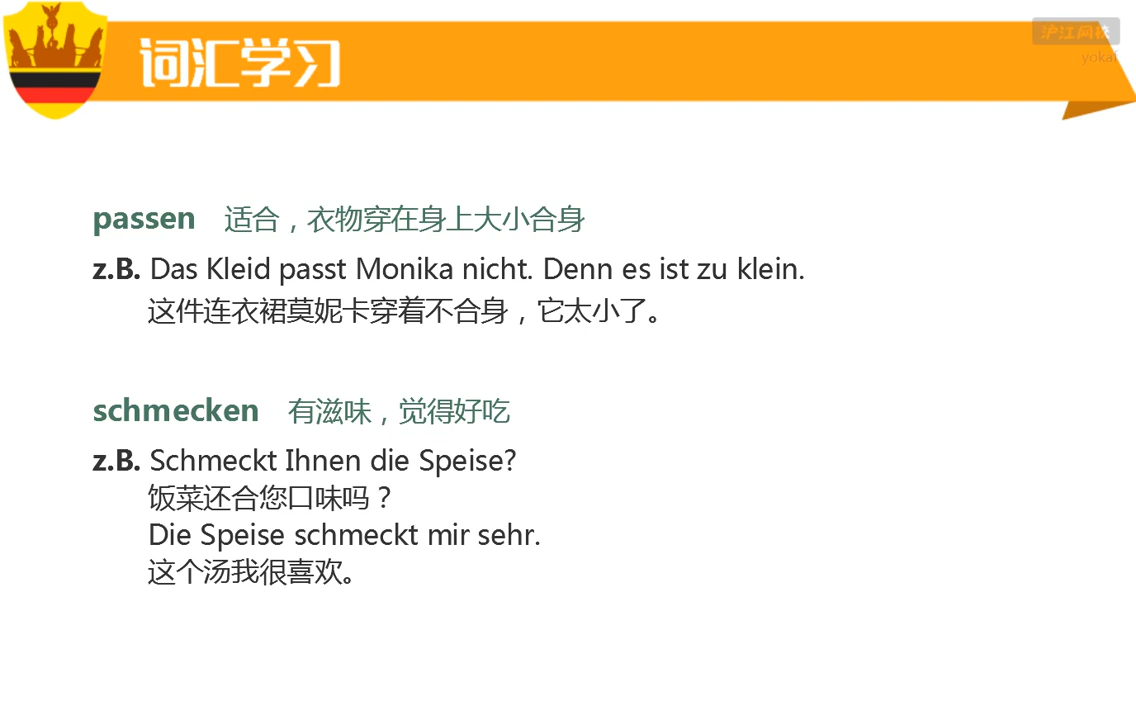 词汇学习
沪江网校
yokaf
passen 适合，衣物穿在身上大小合身
z.B. Das Kleid passt Monika nicht. Denn es ist zu klein.
这件连衣裙莫妮卡穿着不合身，它太小了。
schmecken 有滋味，觉得好吃
z.B. Schmeckt Ihnen die Speise?
饭菜还合您口味吗？
Die Speise schmeckt mir sehr.
这个汤我很喜欢。